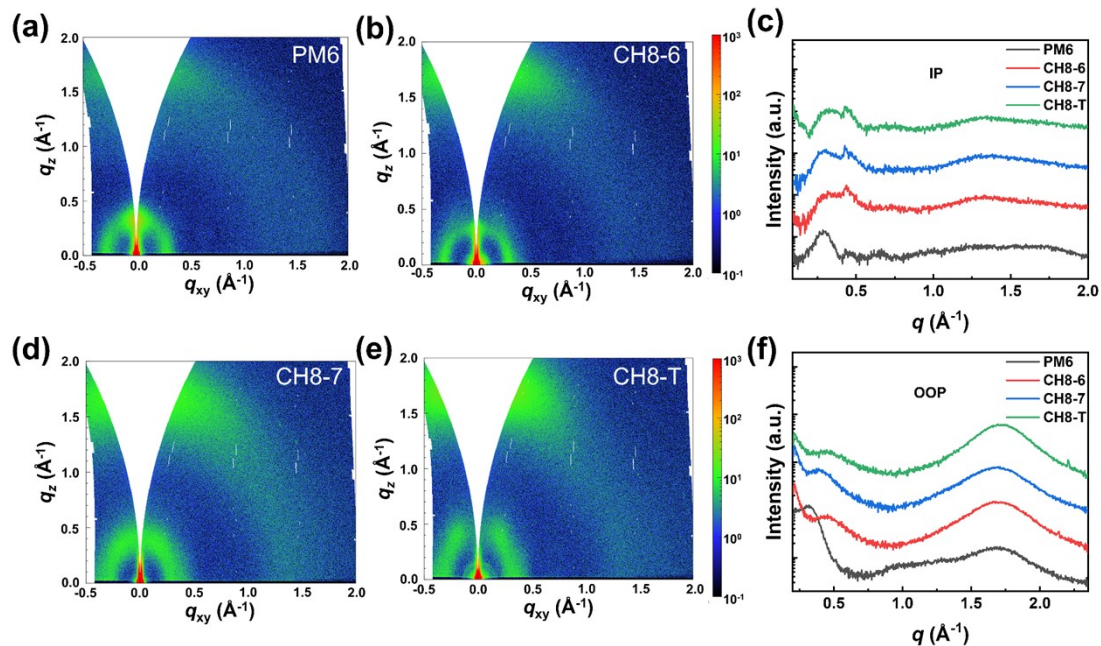 (a)
PM6
2.0
1.5
1.0
0.5
0.0
qz (Å-1)
-0.5 0.0 0.5 1.0 1.5 2.0
qxy (Å-1)
(b)
CH8-6
2.0
1.5
1.0
0.5
0.0
qz (Å-1)
-0.5 0.0 0.5 1.0 1.5 2.0
qxy (Å-1)
10³
10²
10¹
10⁰
10⁻¹
(c)
IP
PM6
CH8-6
CH8-7
CH8-T
Intensity (a.u.)
0.5 1.0 1.5 2.0
q (Å-1)
(d)
CH8-7
2.0
1.5
1.0
0.5
0.0
qz (Å-1)
-0.5 0.0 0.5 1.0 1.5 2.0
qxy (Å-1)
(e)
CH8-T
2.0
1.5
1.0
0.5
0.0
qz (Å-1)
-0.5 0.0 0.5 1.0 1.5 2.0
qxy (Å-1)
10³
10²
10¹
10⁰
10⁻¹
(f)
OOP
PM6
CH8-6
CH8-7
CH8-T
Intensity (a.u.)
0.5 1.0 1.5 2.0
q (Å-1)